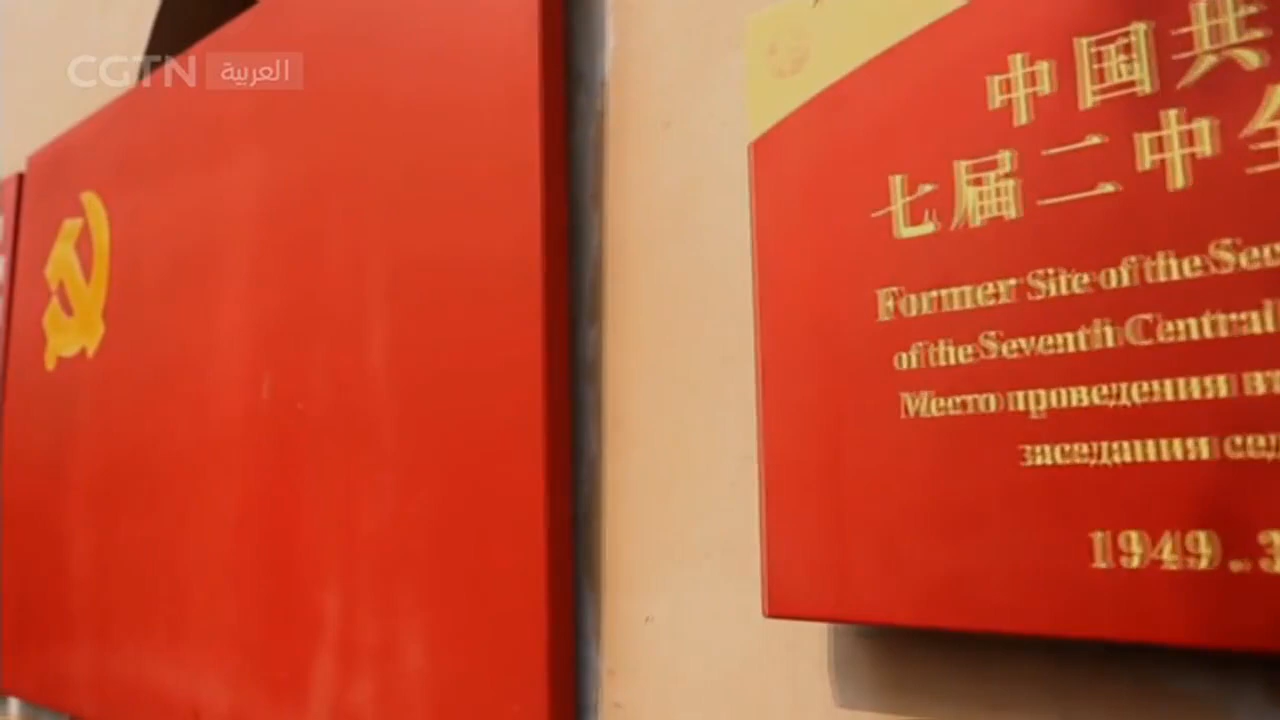 CGTN العربية
中国共
七届二中全
Former Site of the Sec
of the Seventh Central
Место проведения вт
заседания сед
1949.3